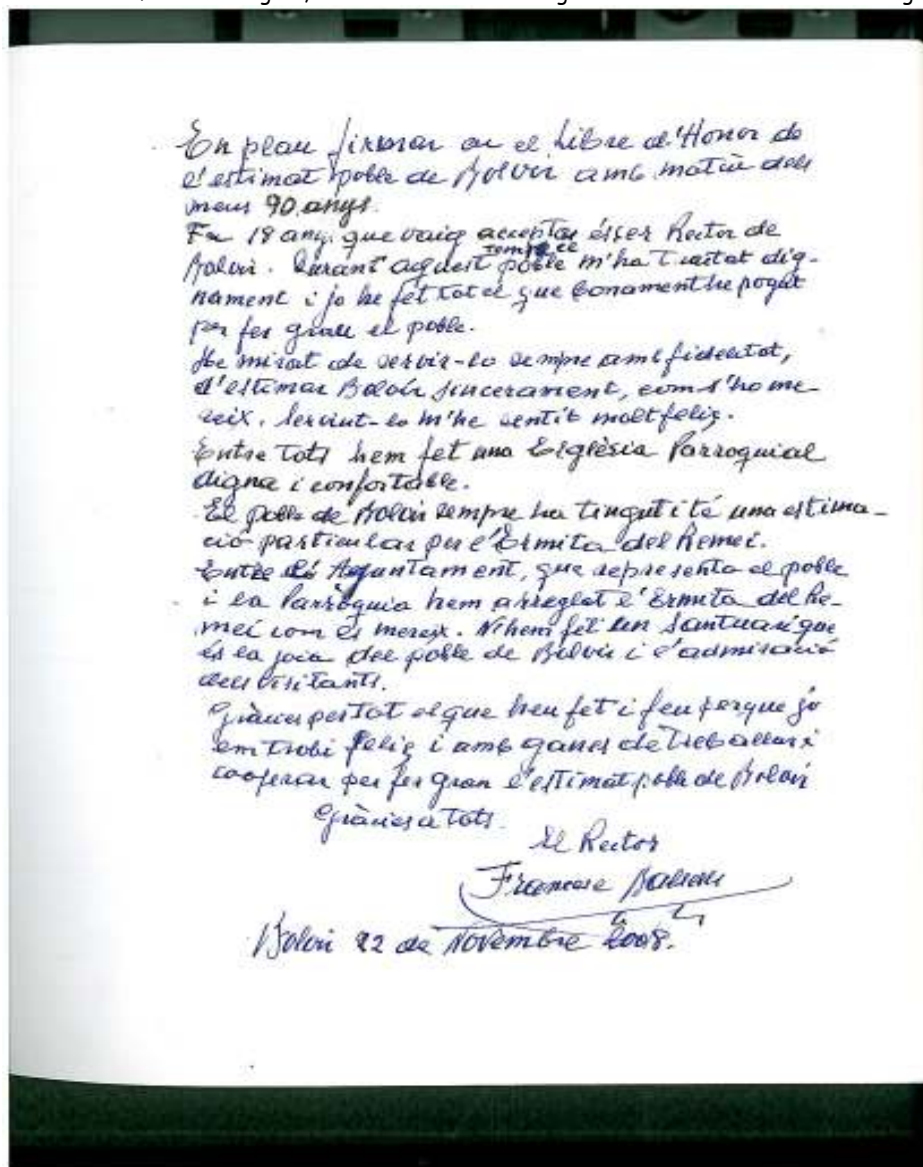 Em plau firmar en el Llibre d'Honor de
l'estimat poble de Bolvir amb motiu dels
meus 90 anys.
Fa 18 any. que vaig acceptar ésser Rector de
Bolvir. Durant aquest temps el poble m'ha tractat dig-
nament i jo he fet tot el que bonament he pogut
per fer gran el poble.
He mirat de servir-lo sempre amb fidelitat,
d'estimar Bolvir sincerament, com s'ho me-
reix. Servint-lo m'he sentit molt feliç.
Entre tots hem fet una Església Parroquial
digna i confortable.
El poble de Bolvir sempre ha tingut i té una estima-
ció particular per l'Ermita del Remei.
Entre l'Ajuntament, que representa el poble
i la Parròquia hem arreglat l'Ermita del Re-
mei com es mereix. N'hem fet un Santuari que
és la joia del poble de Bolvir i l'admiració
dels visitants.
Gràcies per tot el que heu fet i feu perque jo
em trobi feliç i amb ganes de treballar i
cooperar per fer gran l'estimat poble de Bolvir
Gràcies a tots.
El Rector
Francesc
Bolvir 22 de Novembre 2008.